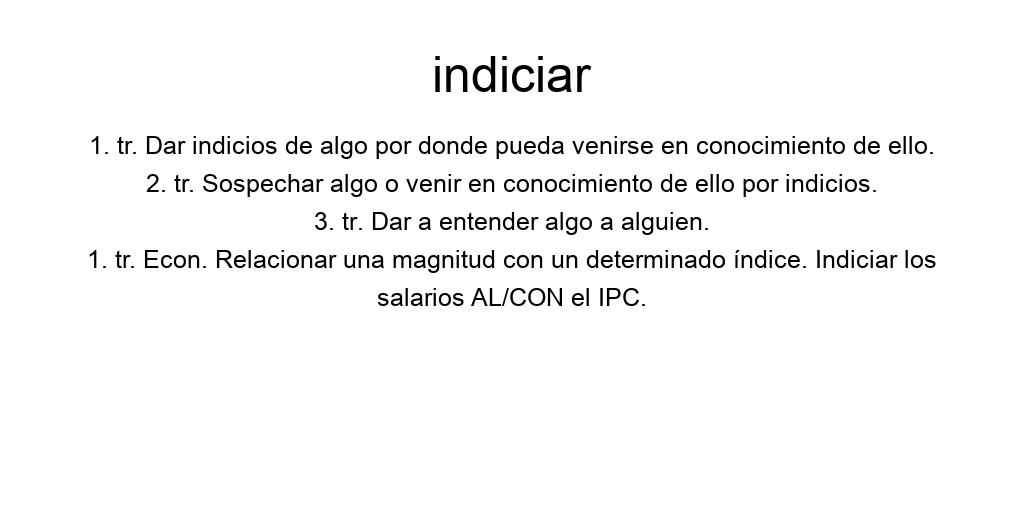 indiciar
1. tr. Dar indicios de algo por donde pueda venirse en conocimiento de ello.
2. tr. Sospechar algo o venir en conocimiento de ello por indicios.
3. tr. Dar a entender algo a alguien.
1. tr. Econ. Relacionar una magnitud con un determinado índice. Indiciar los
salarios AL/CON el IPC.